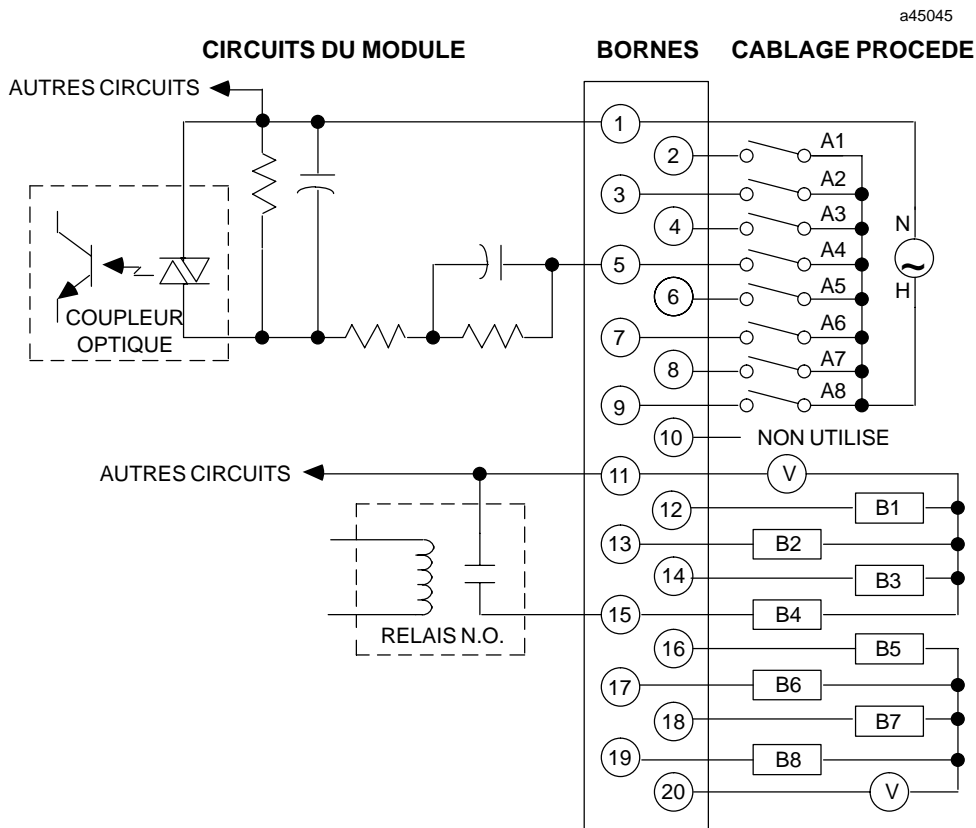 a45045
CIRCUITS DU MODULE BORNES CABLAGE PROCEDE
AUTRES CIRCUITS
1
2 A1
3 A2
4 A3
N
5 A4
6 A5
H
COUPLEUR
OPTIQUE
7 A6
8 A7
9 A8
10 NON UTILISE
AUTRES CIRCUITS 11 V
12 B1
13 B2
14 B3
15 B4
RELAIS N.O.
16 B5
17 B6
18 B7
19 B8
20 V